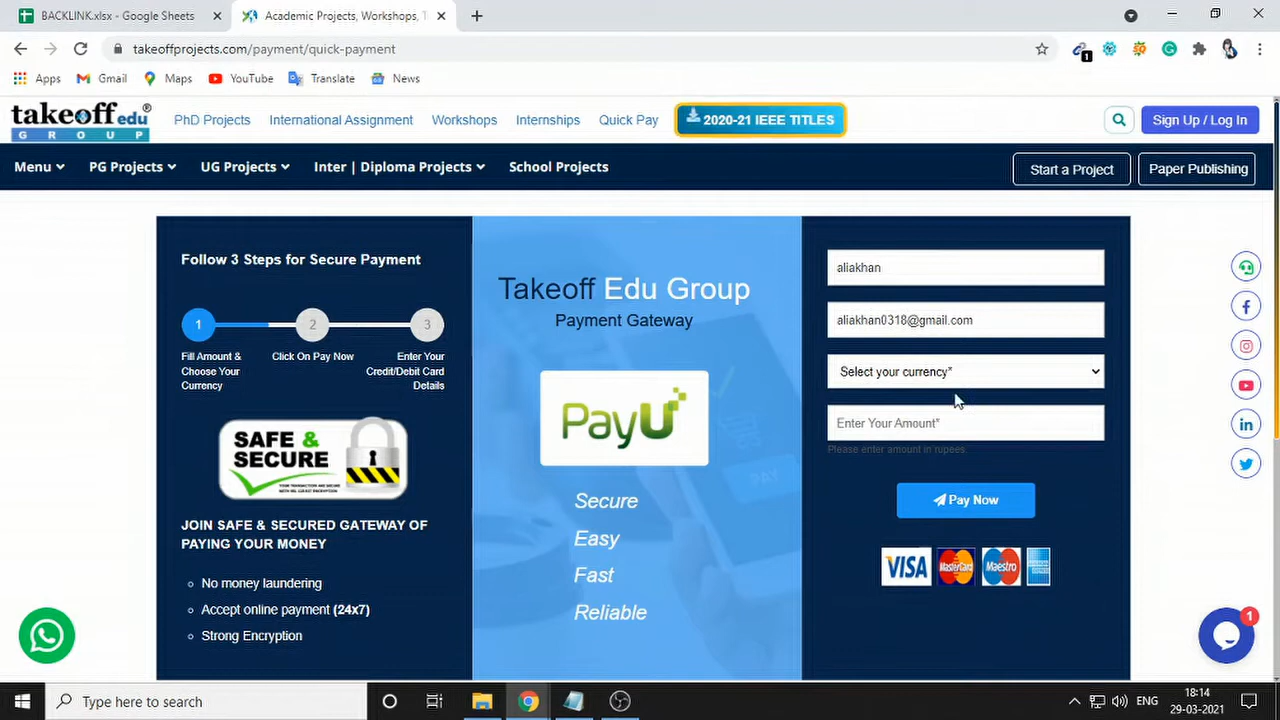 BACKLINK.xlsx - Google Sheets
Academic Projects, Workshops, T
takeoffprojects.com/payment/quick-payment
1
Apps
Gmail
Maps
YouTube
Translate
News
takeoff edu®
GROUP
PhD Projects
International Assignment
Workshops
Internships
Quick Pay
2020-21 IEEE TITLES
Sign Up / Log In
Menu
PG Projects
UG Projects
Inter | Diploma Projects
School Projects
Start a Project
Paper Publishing
Follow 3 Steps for Secure Payment
1
2
3
Fill Amount &
Choose Your
Currency
Click On Pay Now
Enter Your
Credit/Debit Card
Details
SAFE &
SECURE
JOIN SAFE & SECURED GATEWAY OF
PAYING YOUR MONEY
No money laundering
Accept online payment (24x7)
Strong Encryption
Takeoff Edu Group
Payment Gateway
PayU
Secure
Easy
Fast
Reliable
aliakhan
aliakhan0318@gmail.com
Select your currency*
Enter Your Amount*
Please enter amount in rupees.
Pay Now
VISA
MasterCard
Maestro
1
Type here to search
ENG
18:14
29-03-2021